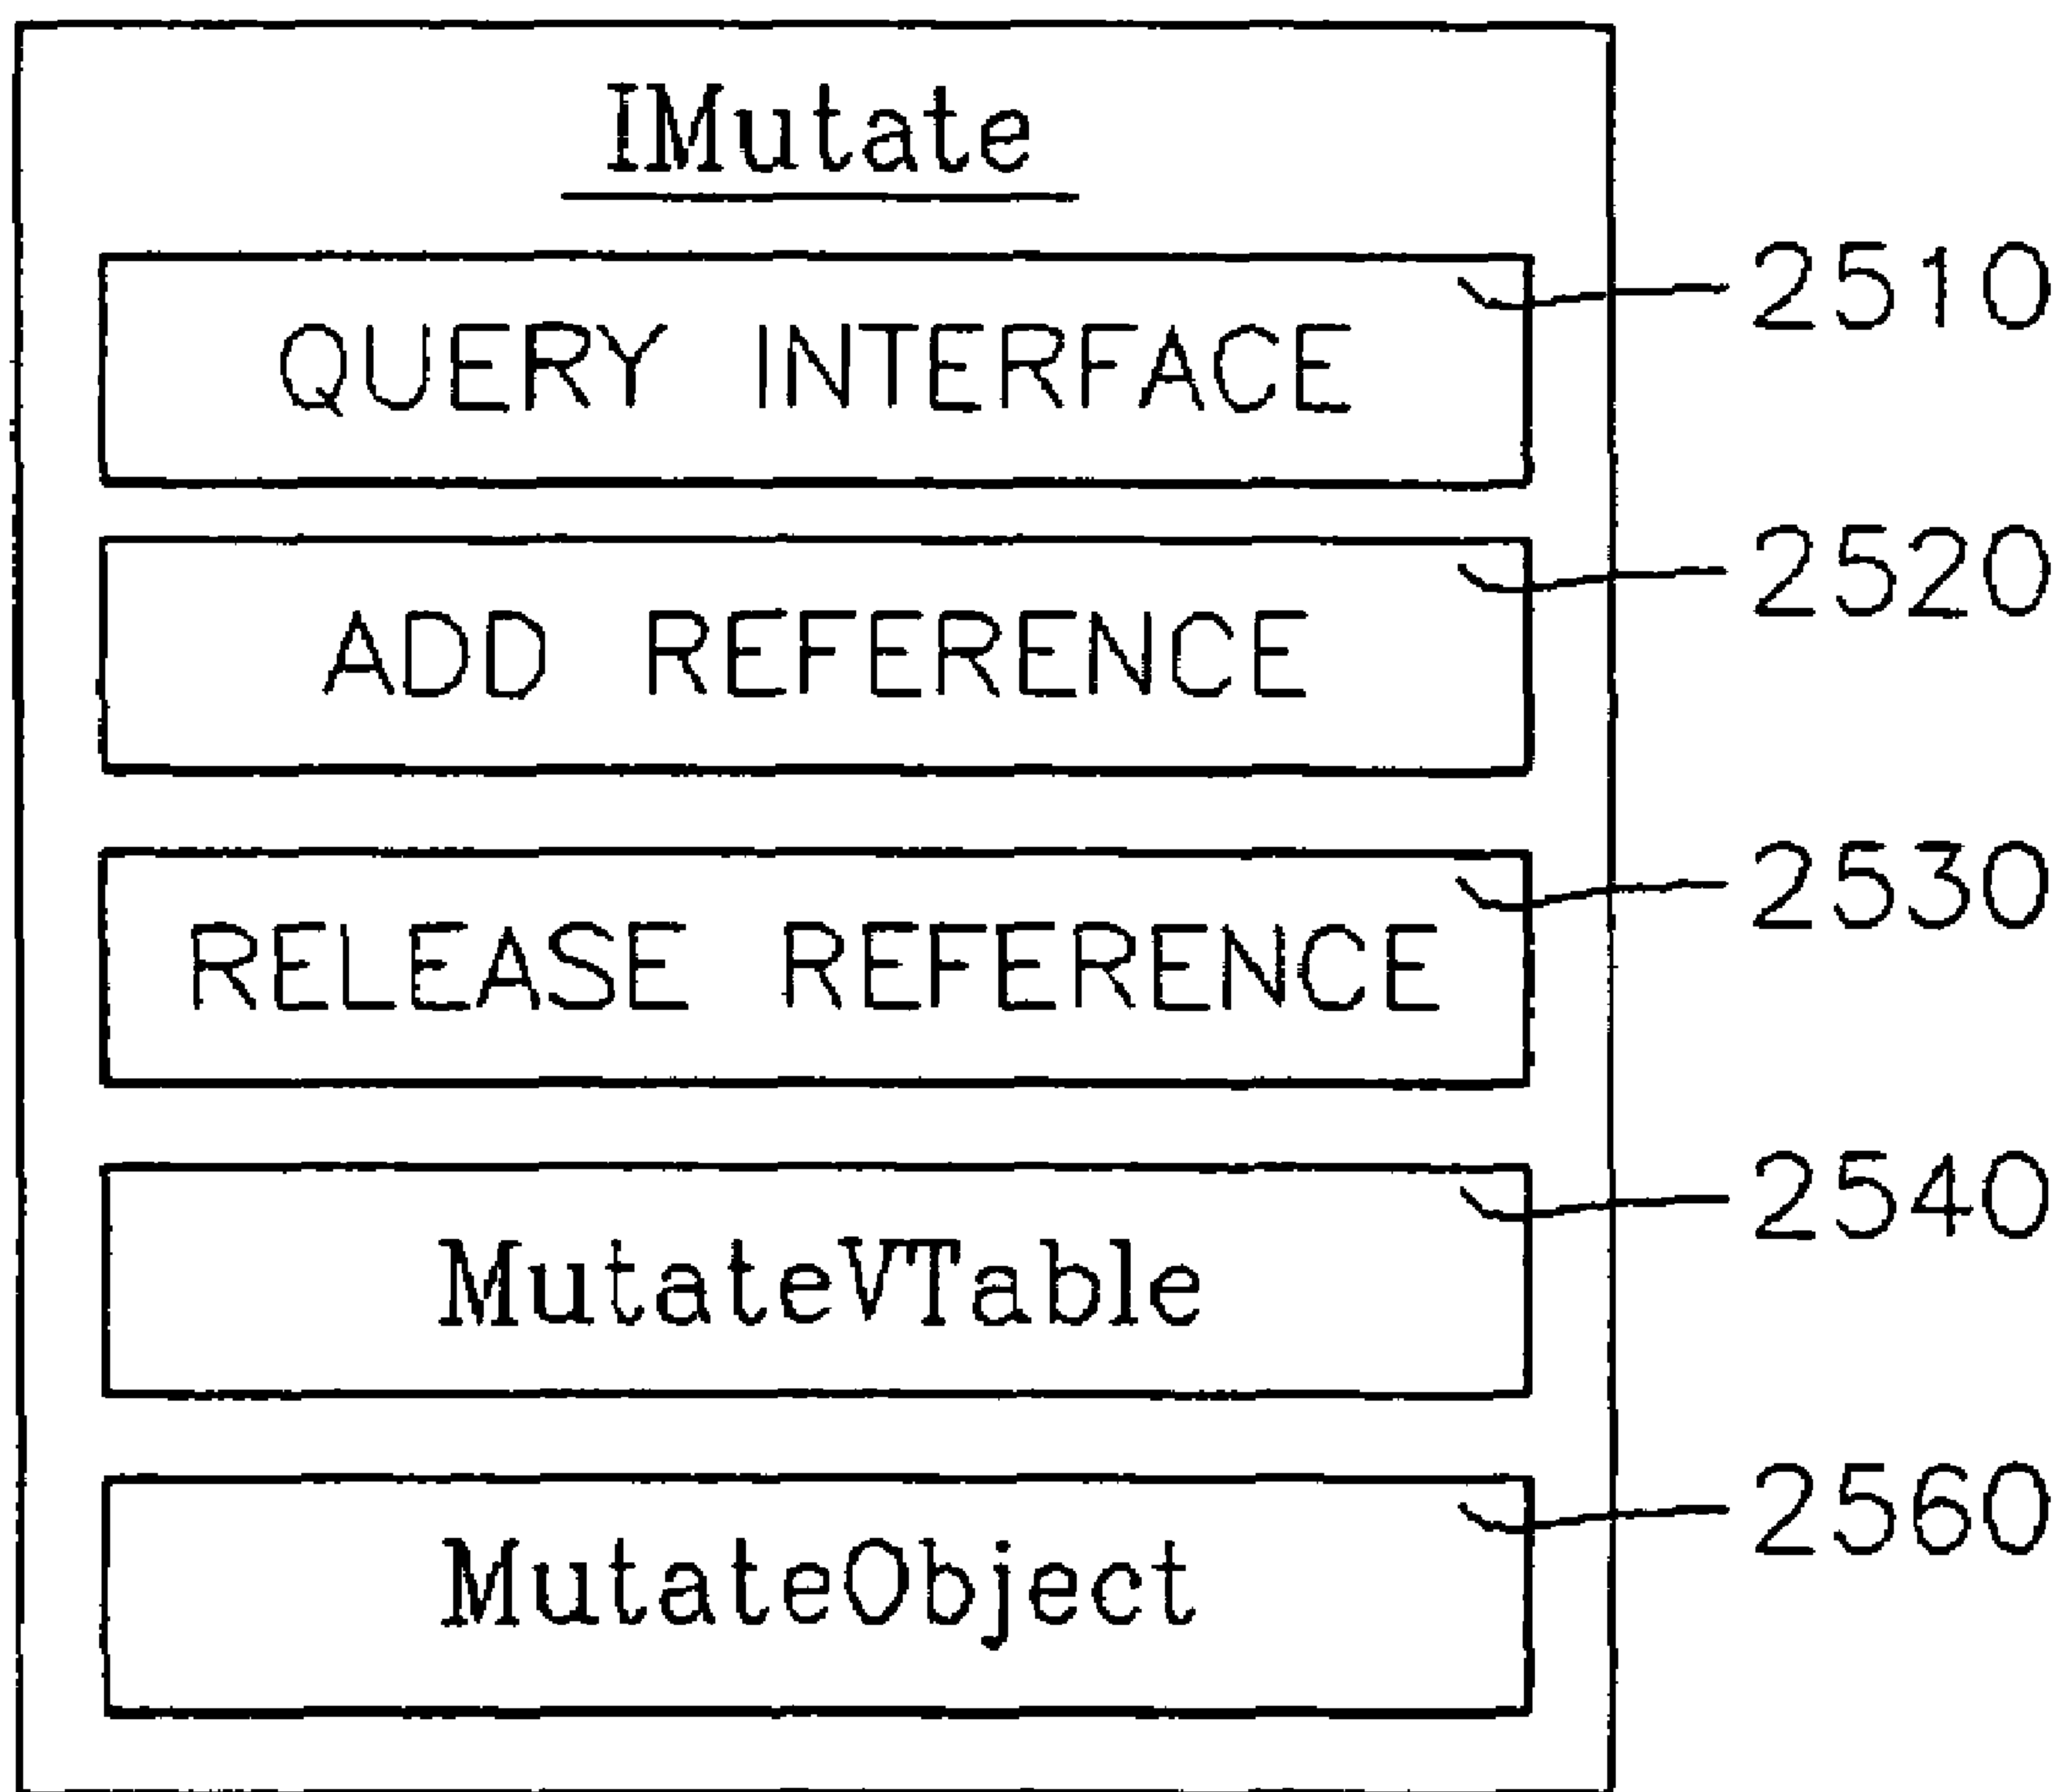 IMutate
QUERY INTERFACE 2510
ADD REFERENCE 2520
RELEASE REFERENCE 2530
MutateVTable 2540
MutateObject 2560